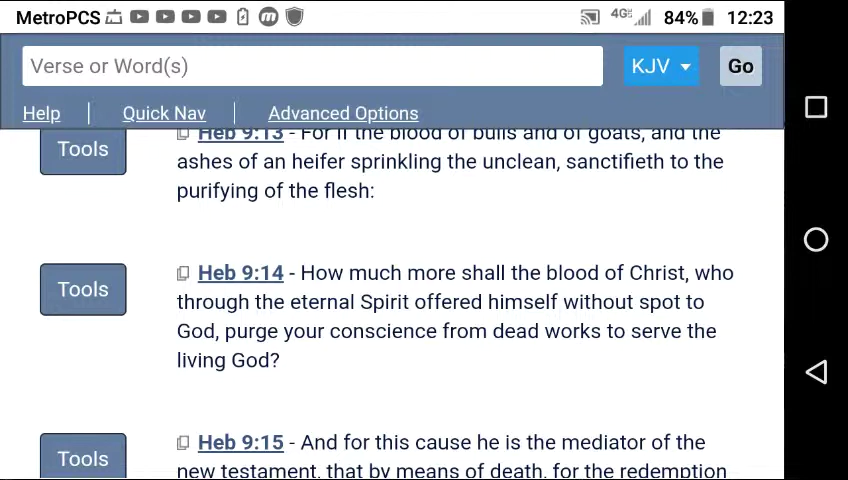 MetroPCS 4G 84% 12:23
Verse or Word(s) KJV Go
Help | Quick Nav | Advanced Options
Tools Heb 9:13 - For if the blood of bulls and of goats, and the
ashes of an heifer sprinkling the unclean, sanctifieth to the
purifying of the flesh:
Tools Heb 9:14 - How much more shall the blood of Christ, who
through the eternal Spirit offered himself without spot to
God, purge your conscience from dead works to serve the
living God?
Tools Heb 9:15 - And for this cause he is the mediator of the
new testament, that by means of death, for the redemption